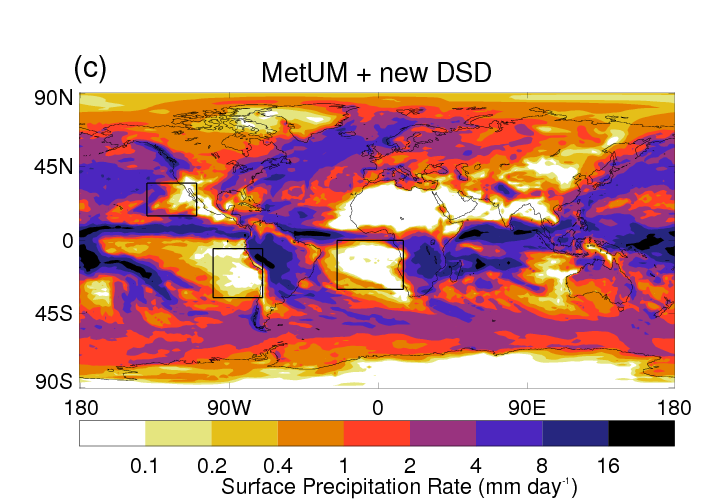 (c)
MetUM + new DSD
90N
45N
0
45S
90S
180 90W 0 90E 180
0.1 0.2 0.4 1 2 4 8 16
Surface Precipitation Rate (mm day⁻¹)